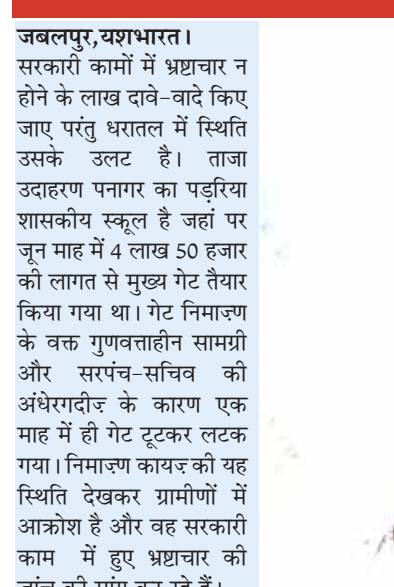 जबलपुर,यशभारत।
सरकारी कामों में भ्रष्टाचार न
होने के लाख दावे-वादे किए
जाए परंतु धरातल में स्थिति
उसके उलट है। ताजा
उदाहरण पनागर का पड़रिया
शासकीय स्कूल है जहां पर
जून माह में 4 लाख 50 हजार
की लागत से मुख्य गेट तैयार
किया गया था। गेट निमाज़्ण
के वक्त गुणवत्ताहीन सामग्री
और सरपंच-सचिव की
अंधेरगदीज़ के कारण एक
माह में ही गेट टूटकर लटक
गया। निमाज़्ण कायज़ की यह
स्थिति देखकर ग्रामीणों में
आक्रोश है और वह सरकारी
काम में हुए भ्रष्टाचार की
जांच की मांग कर रहे हैं।